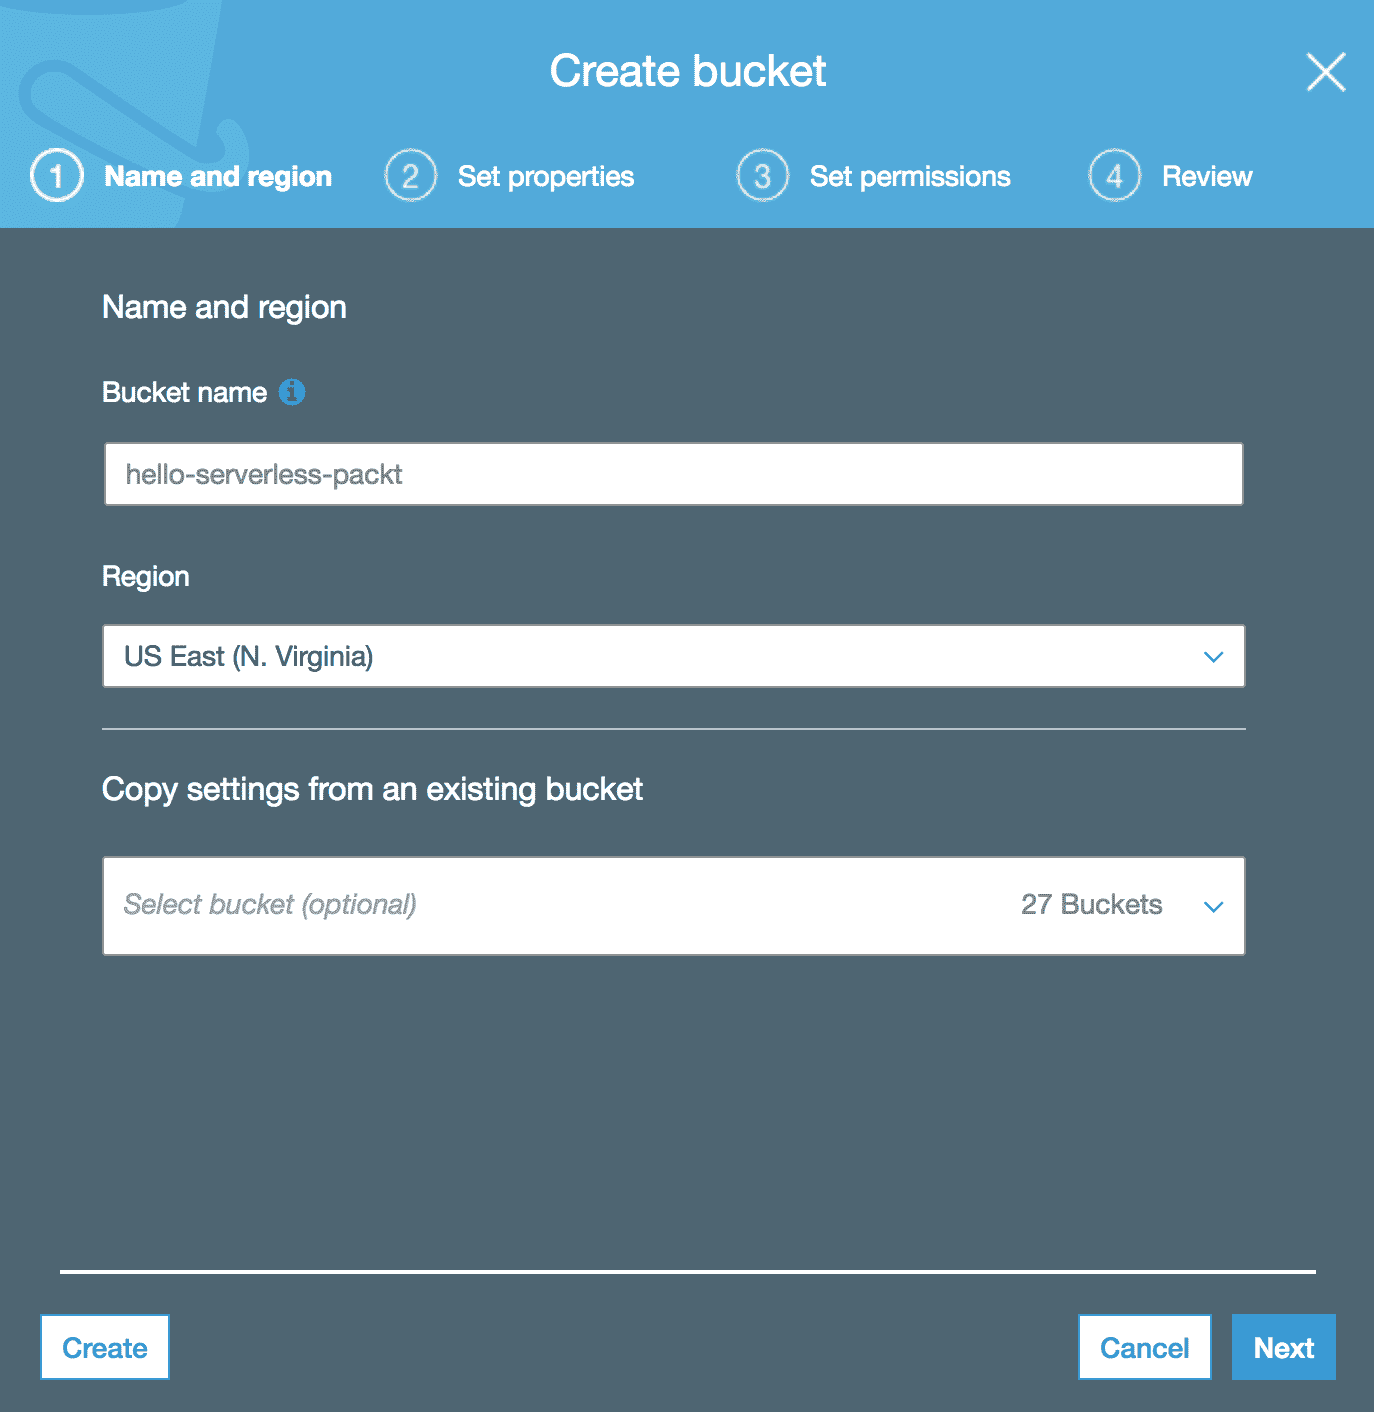 Create bucket
1 Name and region 2 Set properties 3 Set permissions 4 Review
Name and region
Bucket name
hello-serverless-packt
Region
US East (N. Virginia)
Copy settings from an existing bucket
Select bucket (optional) 27 Buckets
Create Cancel Next